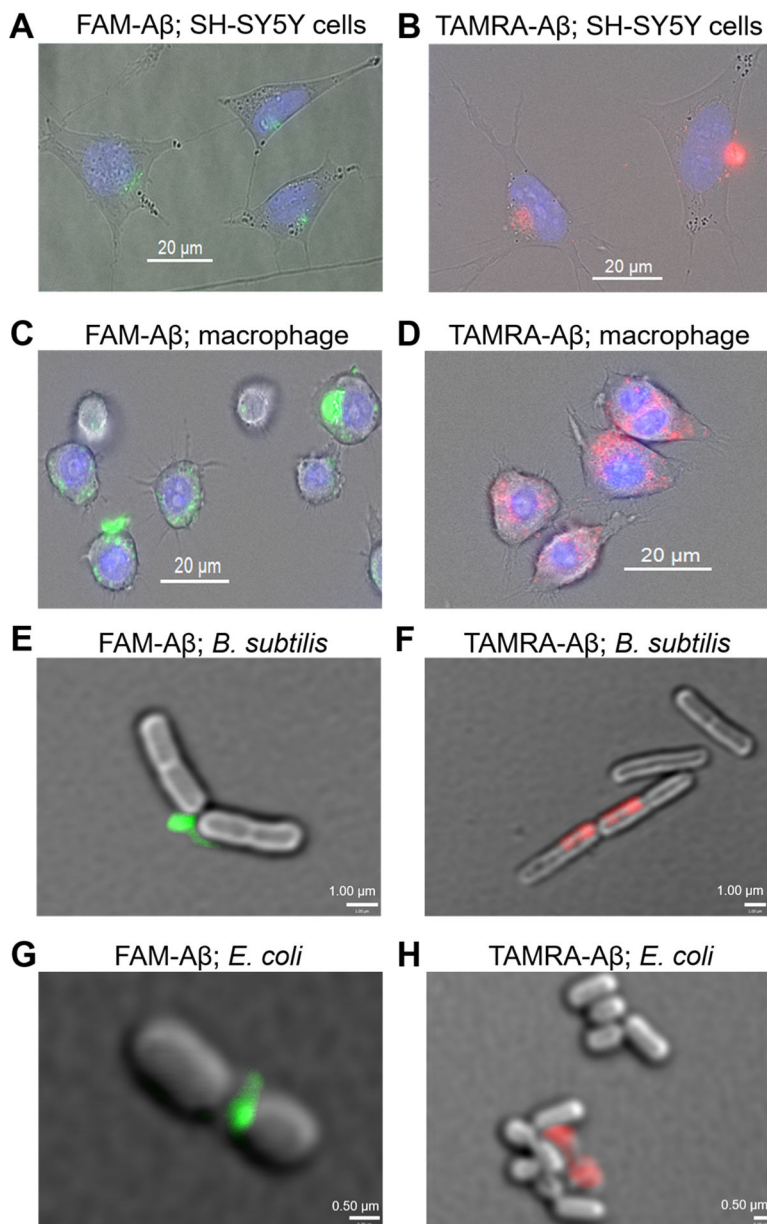 A FAM-Aβ; SH-SY5Y cells
B TAMRA-Aβ; SH-SY5Y cells
20 µm
20 µm
C FAM-Aβ; macrophage
D TAMRA-Aβ; macrophage
20 µm
20 µm
E FAM-Aβ; B. subtilis
F TAMRA-Aβ; B. subtilis
1.00 µm
1.00 µm
G FAM-Aβ; E. coli
H TAMRA-Aβ; E. coli
0.50 µm
0.50 µm